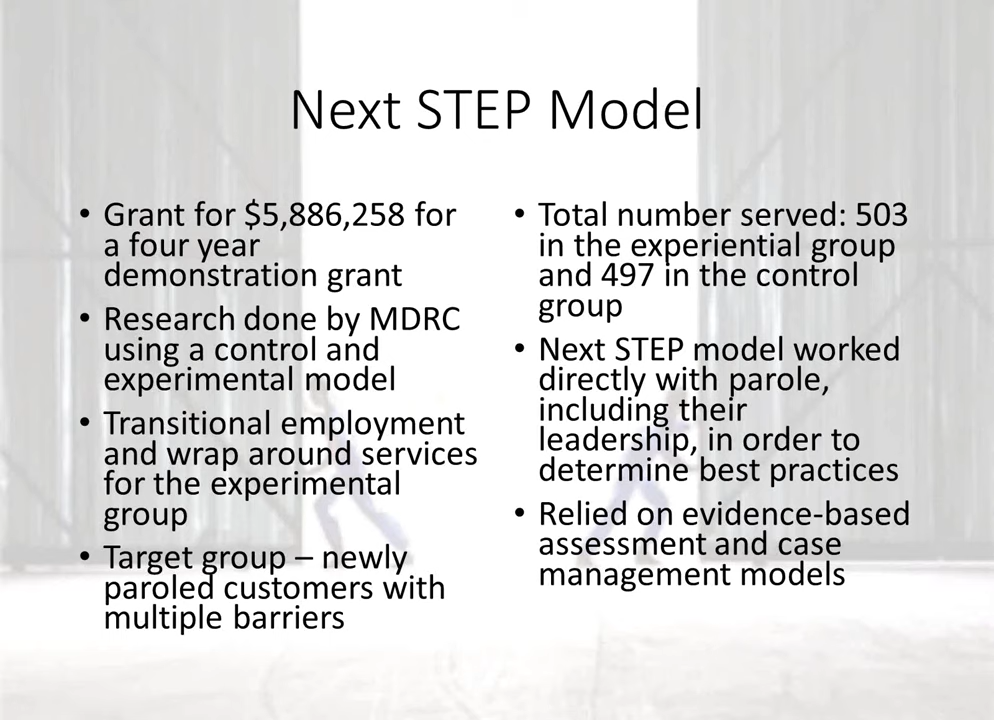 Next STEP Model
• Grant for $5,886,258 for
a four year
demonstration grant
• Research done by MDRC
using a control and
experimental model
• Transitional employment
and wrap around services
for the experimental
group
• Target group – newly
paroled customers with
multiple barriers
• Total number served: 503
in the experiential group
and 497 in the control
group
• Next STEP model worked
directly with parole,
including their
leadership, in order to
determine best practices
• Relied on evidence-based
assessment and case
management models